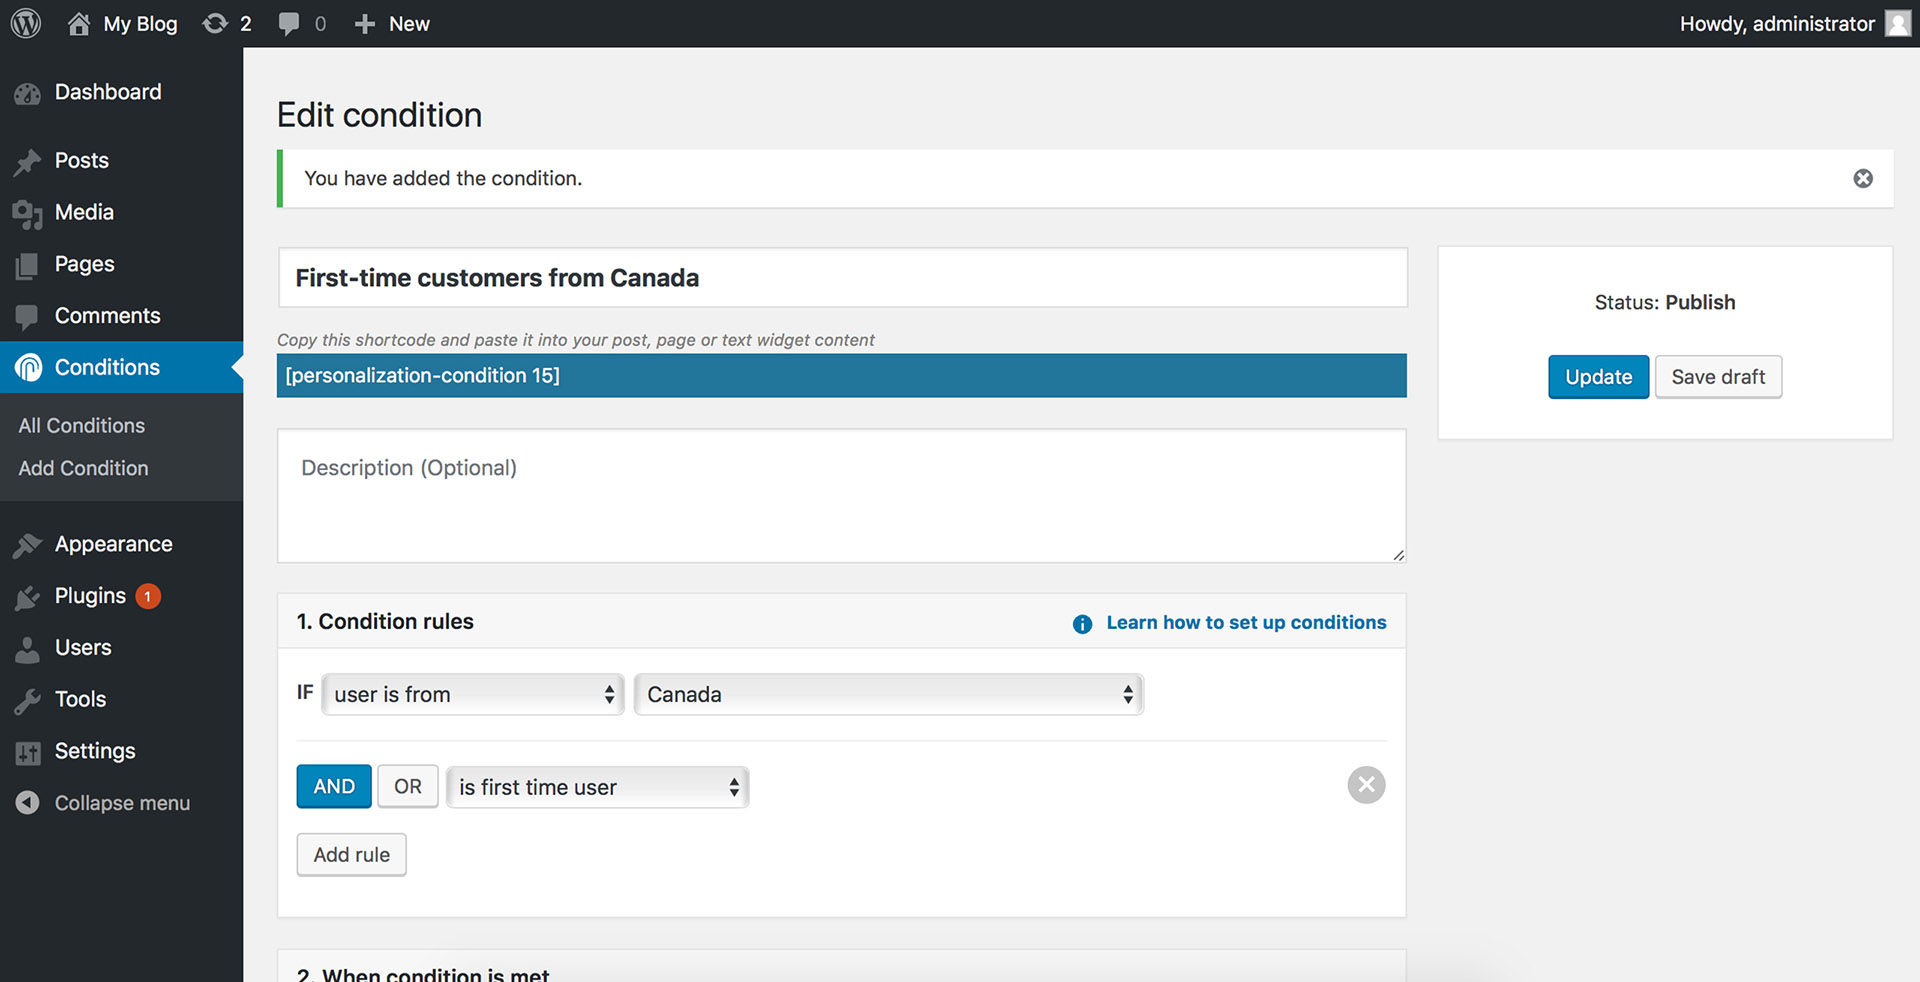 My Blog 2 0 New Howdy, administrator
Dashboard
Posts
Media
Pages
Comments
Conditions
All Conditions
Add Condition
Appearance
Plugins 1
Users
Tools
Settings
Collapse menu
Edit condition
You have added the condition.
First-time customers from Canada
Copy this shortcode and paste it into your post, page or text widget content
[personalization-condition 15]
Description (Optional)
Status: Publish
Update Save draft
1. Condition rules Learn how to set up conditions
IF user is from Canada
AND OR is first time user
Add rule
2. When condition is met